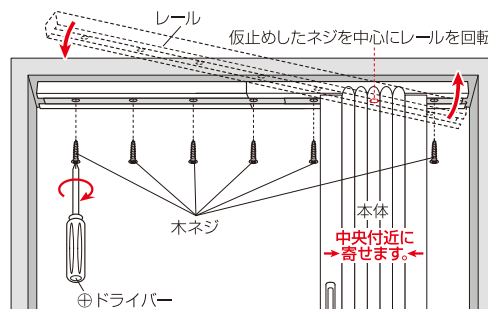 レール
仮止めしたネジを中心にレールを回転
木ネジ
本体
中央付近に
寄せます。
⊕ドライバー